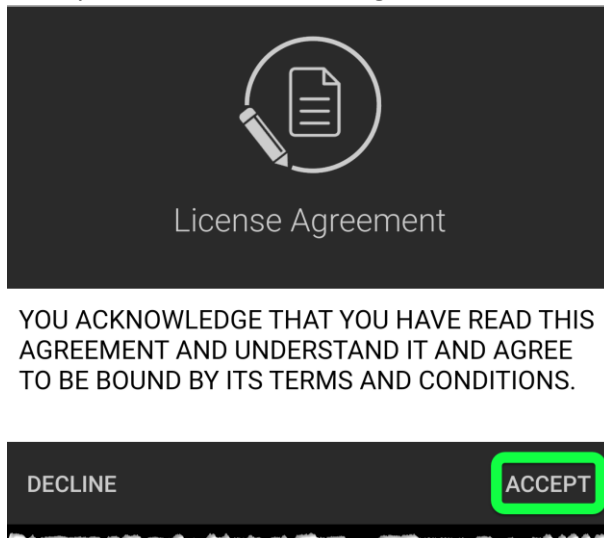 License Agreement
YOU ACKNOWLEDGE THAT YOU HAVE READ THIS
AGREEMENT AND UNDERSTAND IT AND AGREE
TO BE BOUND BY ITS TERMS AND CONDITIONS.
DECLINE
ACCEPT